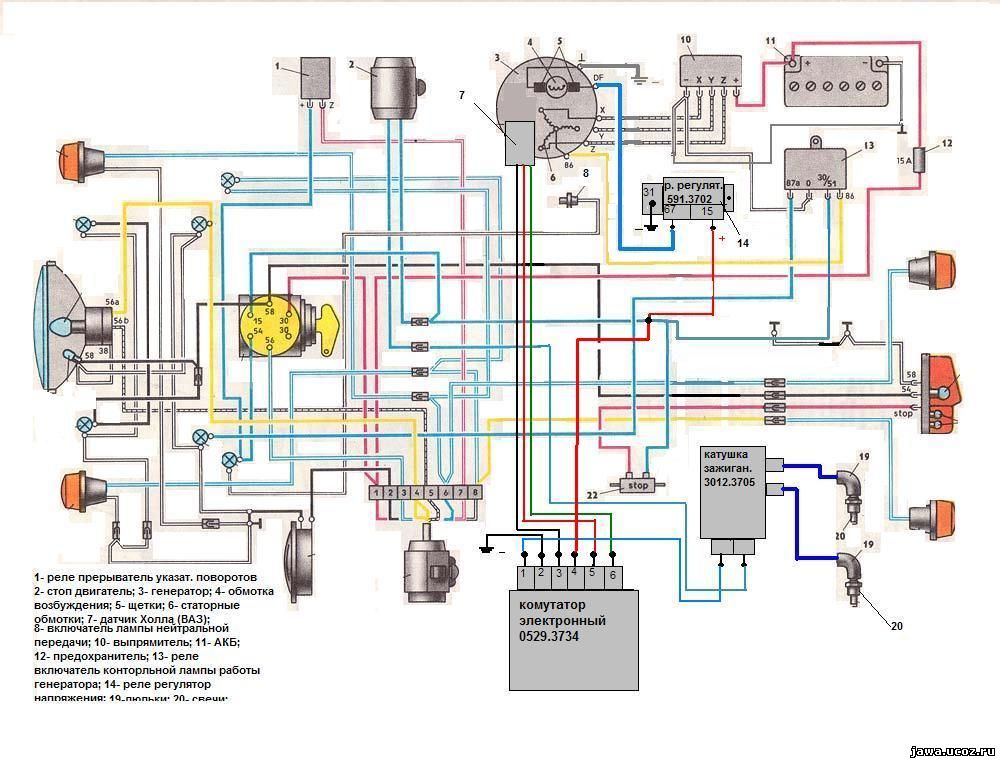 1
2
3
4
5
⊥
DF
X
Y
Z
86
6
7
8
10
- X Y Z +
11
+
-
12
15А
13
87а 0 30/51 86
+ Z
р. регулят.
591.3702
31
67
15
14
-
+
56a
56b
58
38
58
15
30
54
30
56
58
54
stop
stop
22
1 2 3 4 5 6 7 8
катушка
зажиган.
3012.3705
19
20
19
20
-
1 2 3 4 5 6
комутатор
электронный
0529.3734
1- реле прерыватель указат. поворотов
2- стоп двигатель; 3- генератор; 4- обмотка
возбуждения; 5- щетки; 6- статорные
обмотки; 7- датчик Холла (ВАЗ);
8- включатель лампы нейтральной
передачи; 10- выпрямитель; 11- АКБ;
12- предохранитель; 13- реле
включатель конторльной лампы работы
генератора; 14- реле регулятор
напряжения; 19-люльки; 20- свечи;
jawa.ucoz.ru